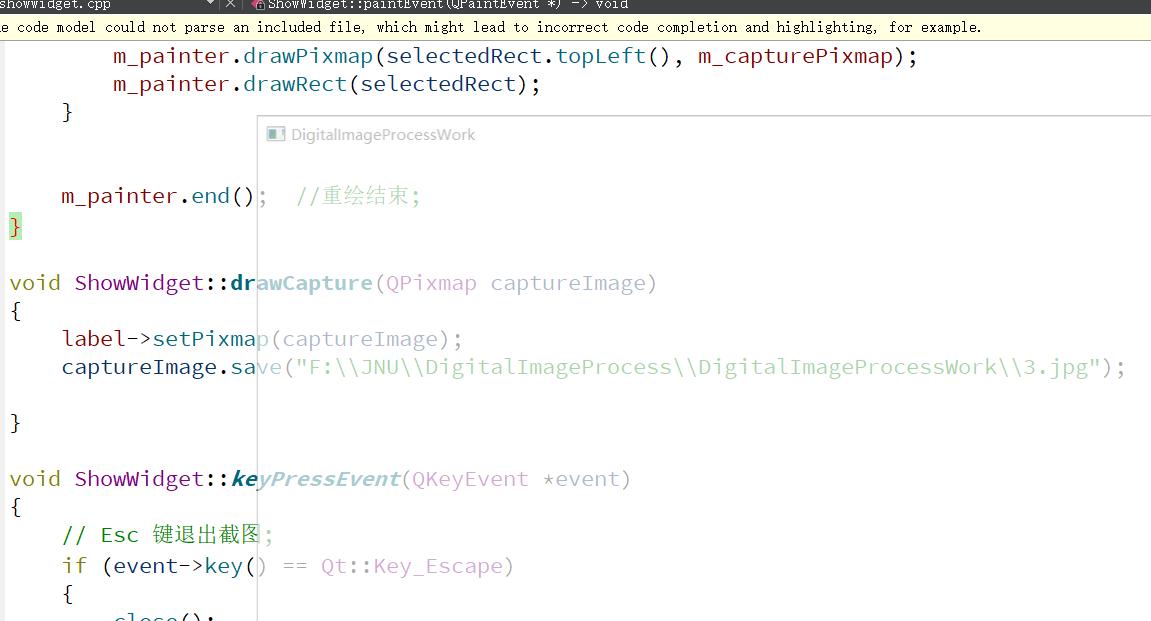 showwidget.cpp ShowWidget::paintEvent(QPaintEvent *) -> void
e code model could not parse an included file, which might lead to incorrect code completion and highlighting, for example.
m_painter.drawPixmap(selectedRect.topLeft(), m_capturePixmap);
m_painter.drawRect(selectedRect);
}
DigitalImageProcessWork
m_painter.end(); //重绘结束;
}
void ShowWidget::drawCapture(QPixmap captureImage)
{
label->setPixmap(captureImage);
captureImage.save("F:\\JNU\\DigitalImageProcess\\DigitalImageProcessWork\\3.jpg");
}
void ShowWidget::keyPressEvent(QKeyEvent *event)
{
// Esc 键退出截图;
if (event->key() == Qt::Key_Escape)
{
close();